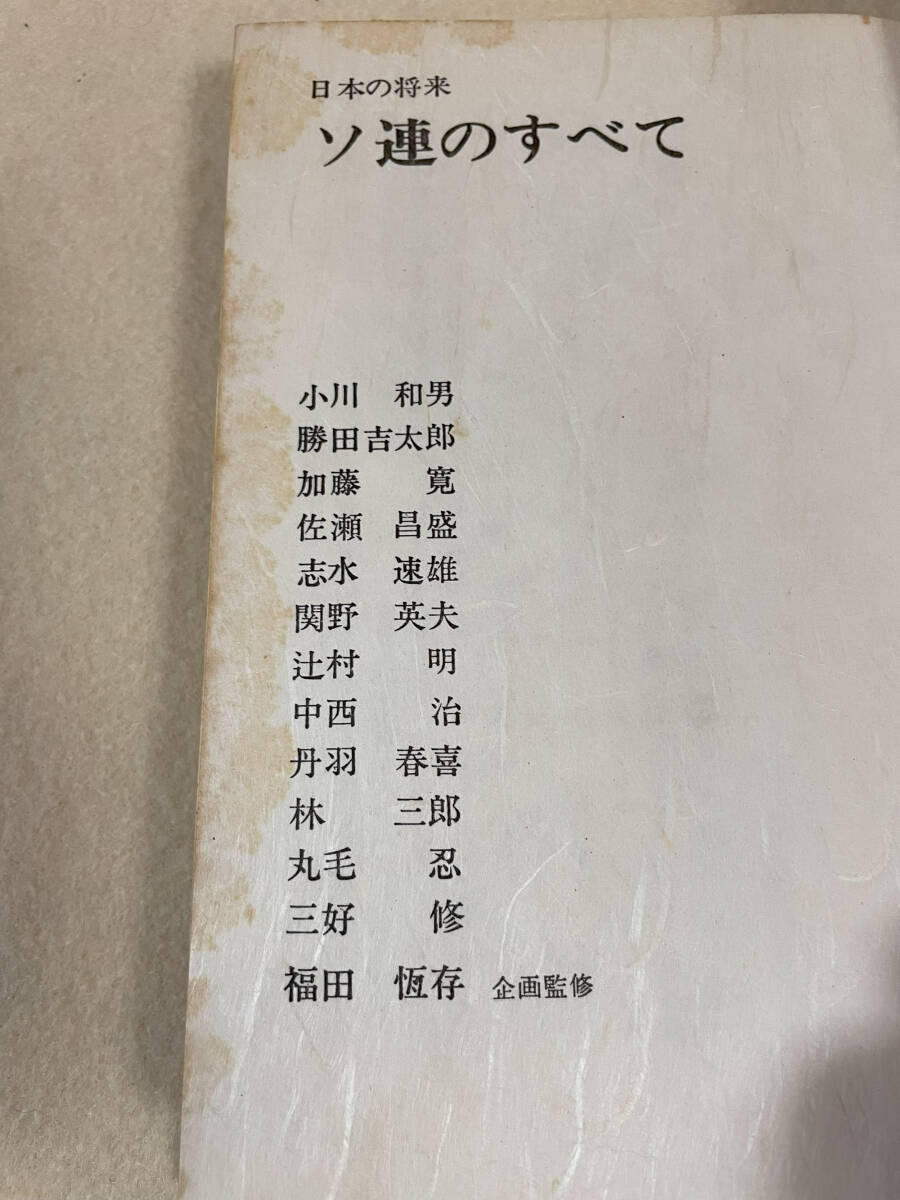 日本の将来
ソ連のすべて
小川 和男
勝田吉太郎
加藤 寛
佐瀬 昌盛
志水 速雄
関野 英夫
辻村 明
中西 治
丹羽 春喜
林 三郎
丸毛 忍
三好 修
福田 恆存 企画監修